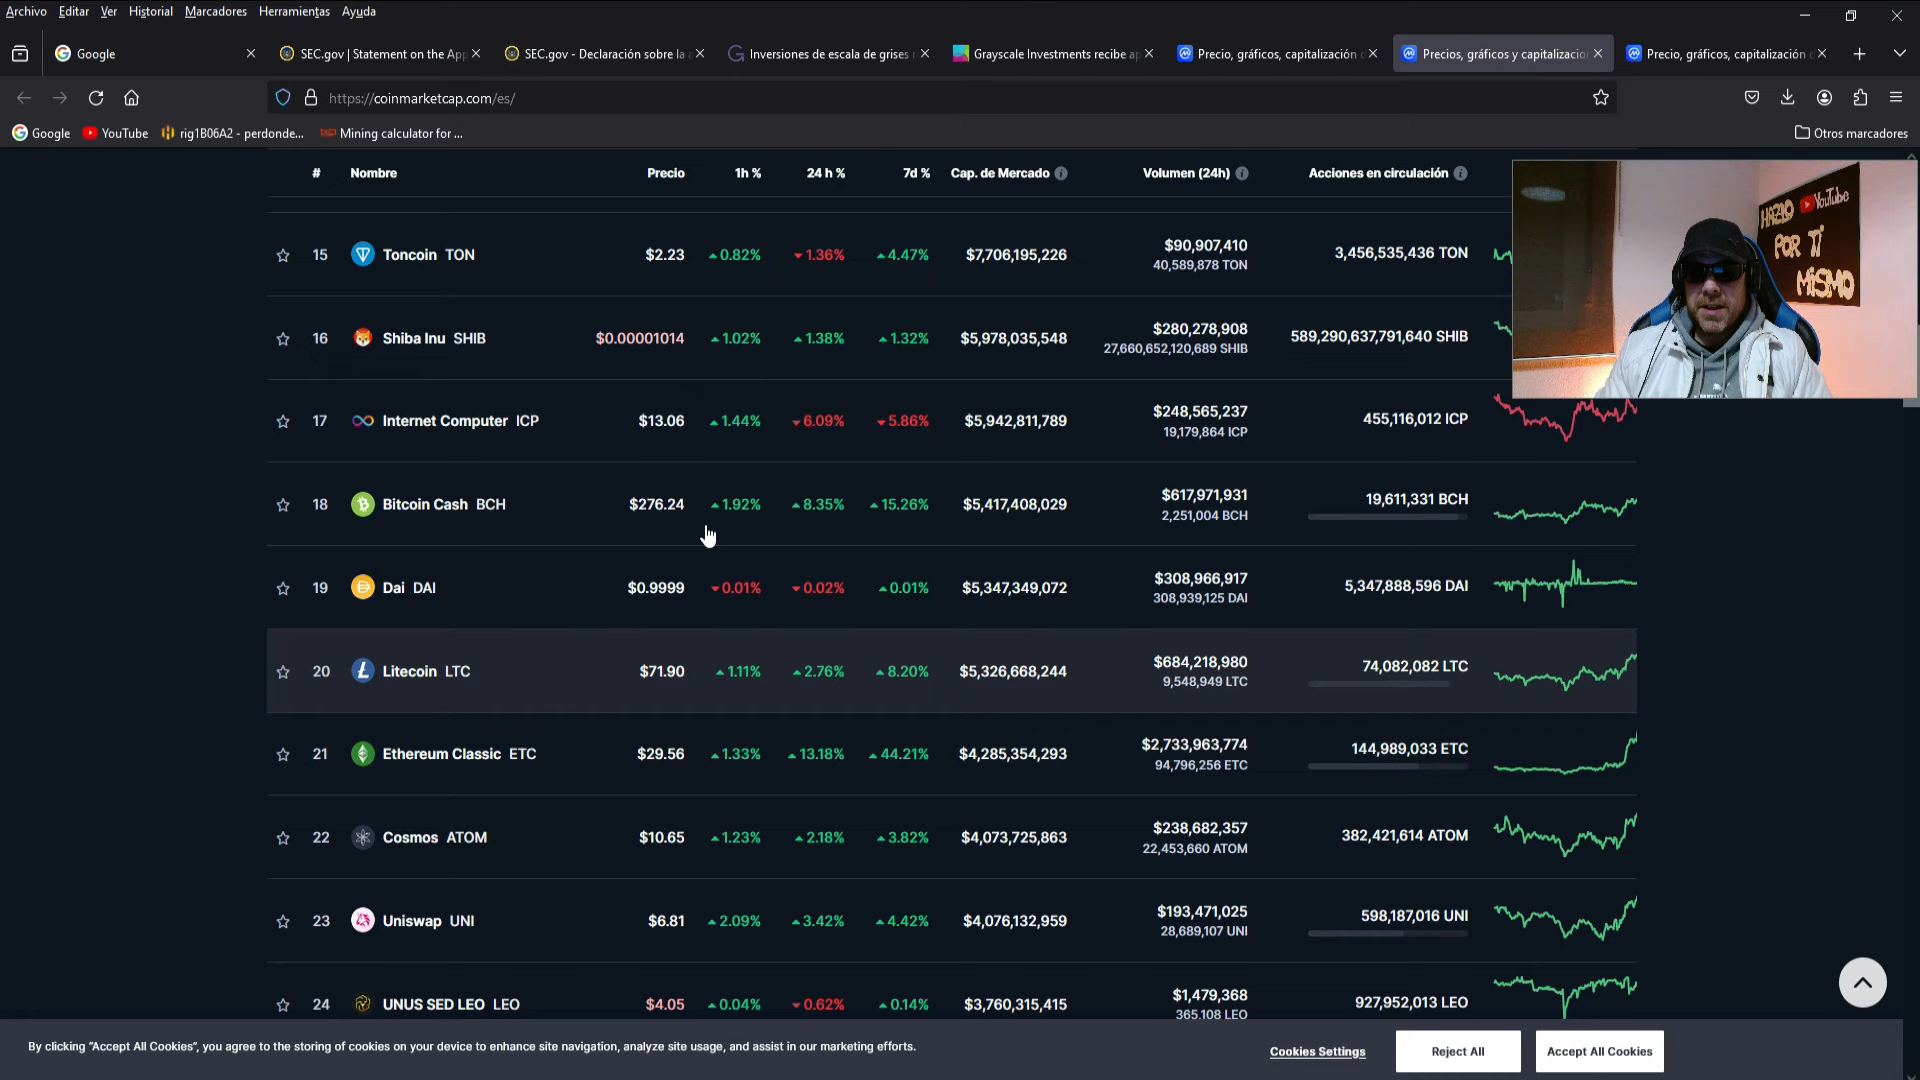 Archivo Editar Ver Historial Marcadores Herramientas Ayuda
Google SEC.gov | Statement on the App SEC.gov - Declaración sobre la a Inversiones de escala de grises Grayscale Investments recibe ap Precio, gráficos, capitalización Precios, gráficos y capitalizacio Precio, gráficos, capitalización
https://coinmarketcap.com/es/
Google YouTube rig1B06A2 - perdonde... Mining calculator for ... Otros marcadores
# Nombre Precio 1h % 24 h % 7d % Cap. de Mercado Volumen (24h) Acciones en circulación
15 Toncoin TON $2.23 0.82% 1.36% 4.47% $7,706,195,226 $90,907,410 3,456,535,436 TON
40,589,878 TON
16 Shiba Inu SHIB $0.00001014 1.02% 1.38% 1.32% $5,978,035,548 $280,278,908 589,290,637,791,640 SHIB
27,660,652,120,689 SHIB
17 Internet Computer ICP $13.06 1.44% 6.09% 5.86% $5,942,811,789 $248,565,237 455,116,012 ICP
19,179,864 ICP
18 Bitcoin Cash BCH $276.24 1.92% 8.35% 15.26% $5,417,408,029 $617,971,931 19,611,331 BCH
2,251,004 BCH
19 Dai DAI $0.9999 0.01% 0.02% 0.01% $5,347,349,072 $308,966,917 5,347,888,596 DAI
308,939,125 DAI
20 Litecoin LTC $71.90 1.11% 2.76% 8.20% $5,326,668,244 $684,218,980 74,082,082 LTC
9,548,949 LTC
21 Ethereum Classic ETC $29.56 1.33% 13.18% 44.21% $4,285,354,293 $2,733,963,774 144,989,033 ETC
94,796,256 ETC
22 Cosmos ATOM $10.65 1.23% 2.18% 3.82% $4,073,725,863 $238,682,357 382,421,614 ATOM
22,453,660 ATOM
23 Uniswap UNI $6.81 2.09% 3.42% 4.42% $4,076,132,959 $193,471,025 598,187,016 UNI
28,689,107 UNI
24 UNUS SED LEO LEO $4.05 0.04% 0.62% 0.14% $3,760,315,415 $1,479,368 927,952,013 LEO
365,108 LEO
By clicking “Accept All Cookies”, you agree to the storing of cookies on your device to enhance site navigation, analyze site usage, and assist in our marketing efforts.
Cookies Settings Reject All Accept All Cookies
HAZLO YouTube
POR TI
MiSMO